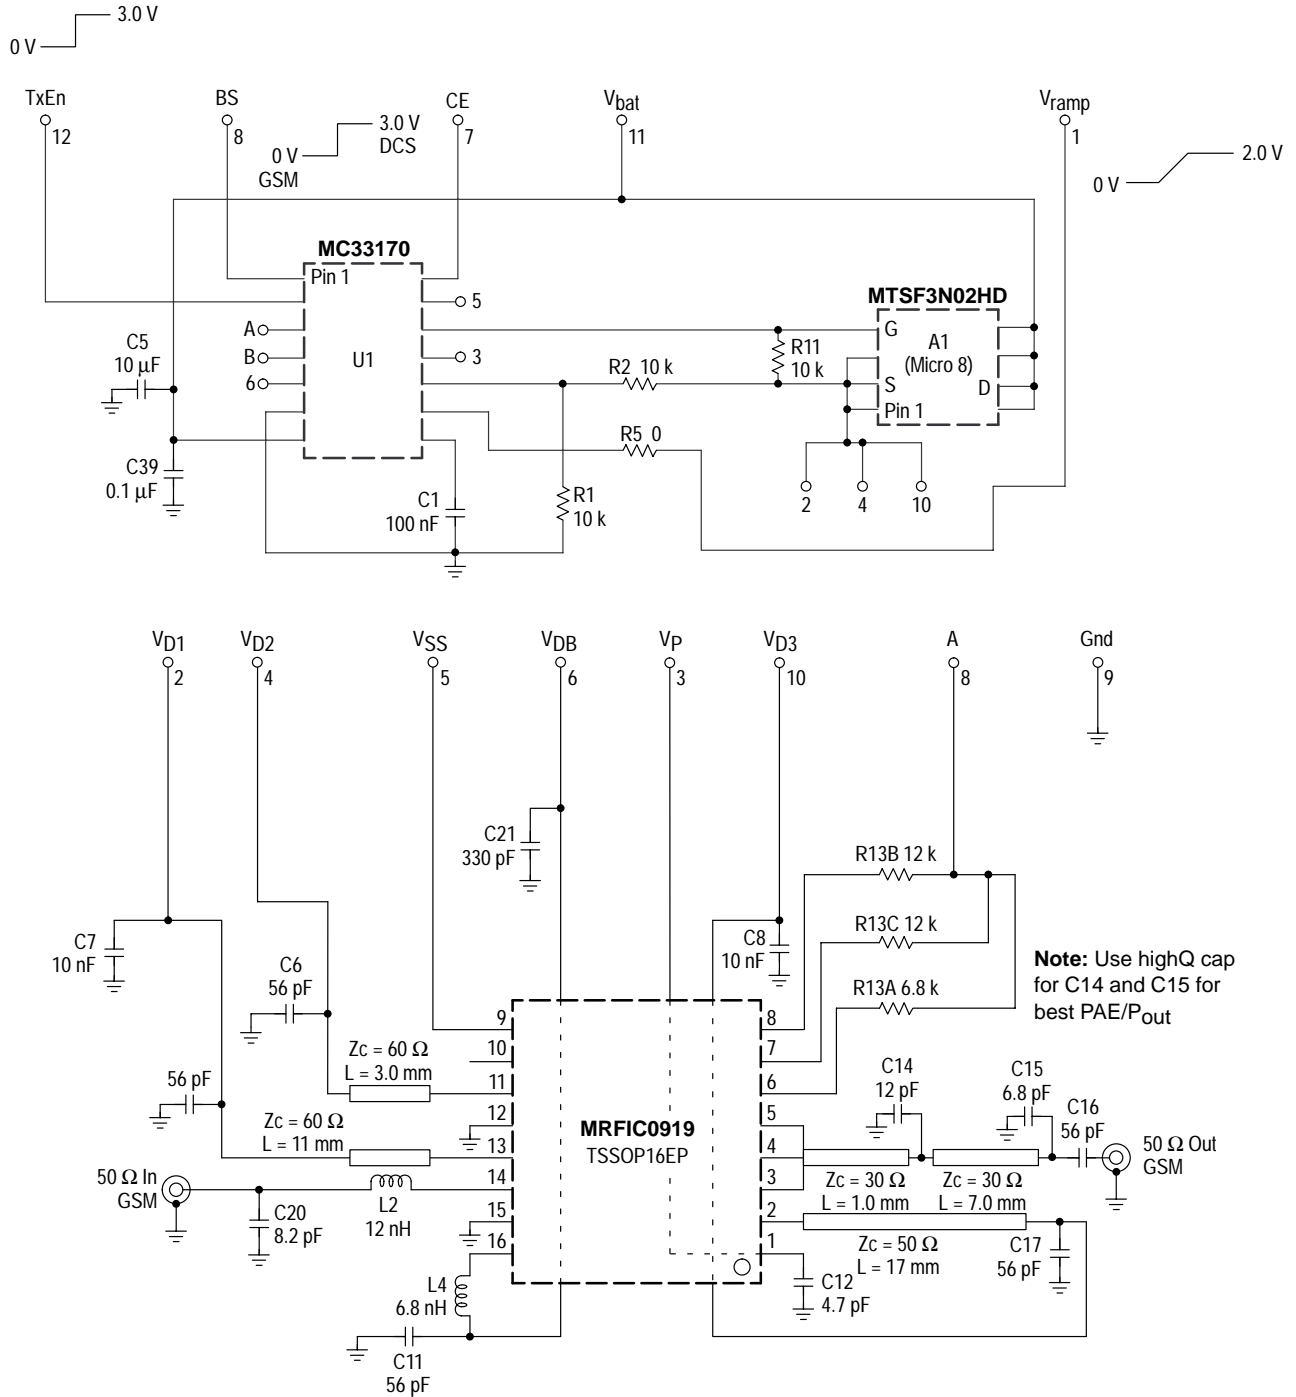 3.0 V
0 V
TxEn
12
BS
8
3.0 V
DCS
0 V
GSM
CE
7
Vbat
11
Vramp
1
2.0 V
0 V
MC33170
Pin 1
U1
A
B
6
5
3
C5
10 µF
C39
0.1 µF
C1
100 nF
R1
10 k
R2 10 k
R11
10 k
R5 0
MTSF3N02HD
G
A1
(Micro 8)
S
D
Pin 1
2
4
10
VD1
2
VD2
4
VSS
5
VDB
6
VP
3
VD3
10
A
8
Gnd
9
C21
330 pF
C7
10 nF
C6
56 pF
C8
10 nF
R13B 12 k
R13C 12 k
R13A 6.8 k
Note: Use highQ cap
for C14 and C15 for
best PAE/Pout
Zc = 60 Ω
L = 3.0 mm
56 pF
Zc = 60 Ω
L = 11 mm
50 Ω In
GSM
C20
8.2 pF
L2
12 nH
L4
6.8 nH
C11
56 pF
9
10
11
12
13
14
15
16
MRFIC0919
TSSOP16EP
8
7
6
5
4
3
2
1
C14
12 pF
C15
6.8 pF
C16
56 pF
50 Ω Out
GSM
Zc = 30 Ω
L = 1.0 mm
Zc = 30 Ω
L = 7.0 mm
Zc = 50 Ω
L = 17 mm
C17
56 pF
C12
4.7 pF